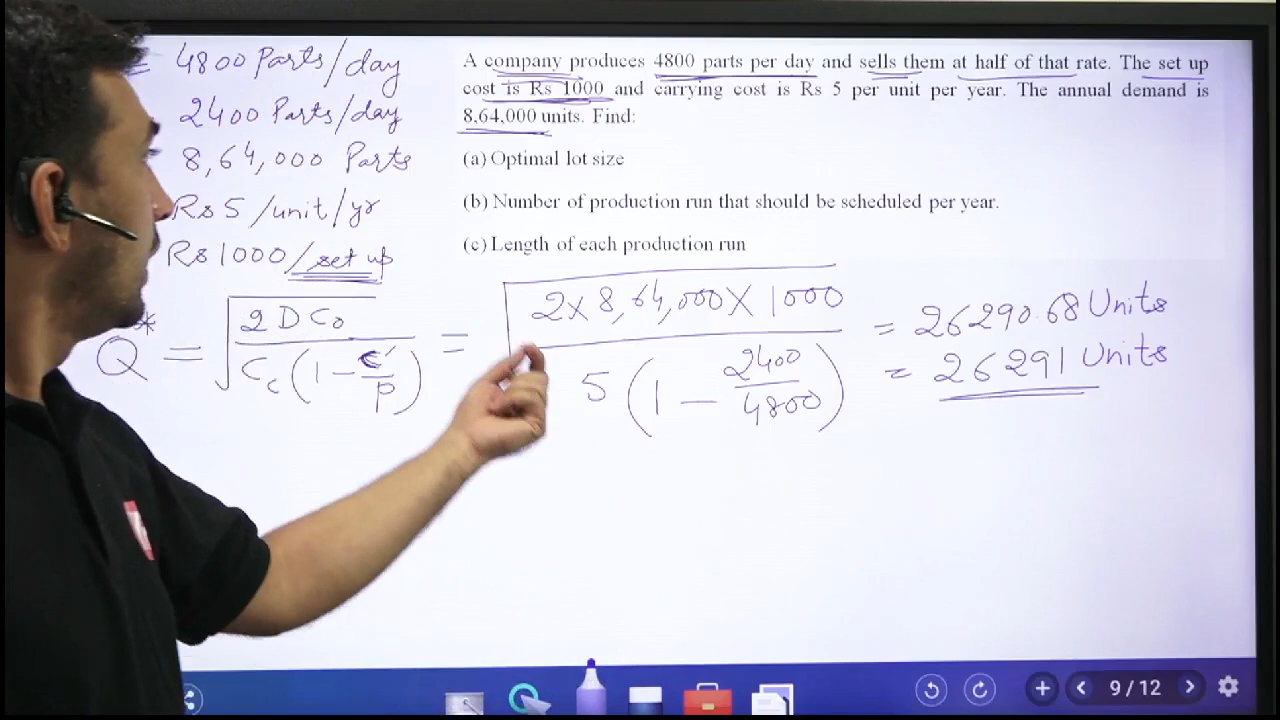 = 4800 Parts/day
2400 Parts/day
8,64,000 Parts
Rs 5 /unit/yr
Rs 1000/set up
A company produces 4800 parts per day and sells them at half of that rate. The set up
cost is Rs 1000 and carrying cost is Rs 5 per unit per year. The annual demand is
8,64,000 units. Find:
(a) Optimal lot size
(b) Number of production run that should be scheduled per year.
(c) Length of each production run
Q* = √(2DCo / Cc(1 - r/p)) = √(2 x 8,64,000 x 1000 / 5(1 - 2400/4800)) = 26290.68 Units
= 26291 Units
9 / 12